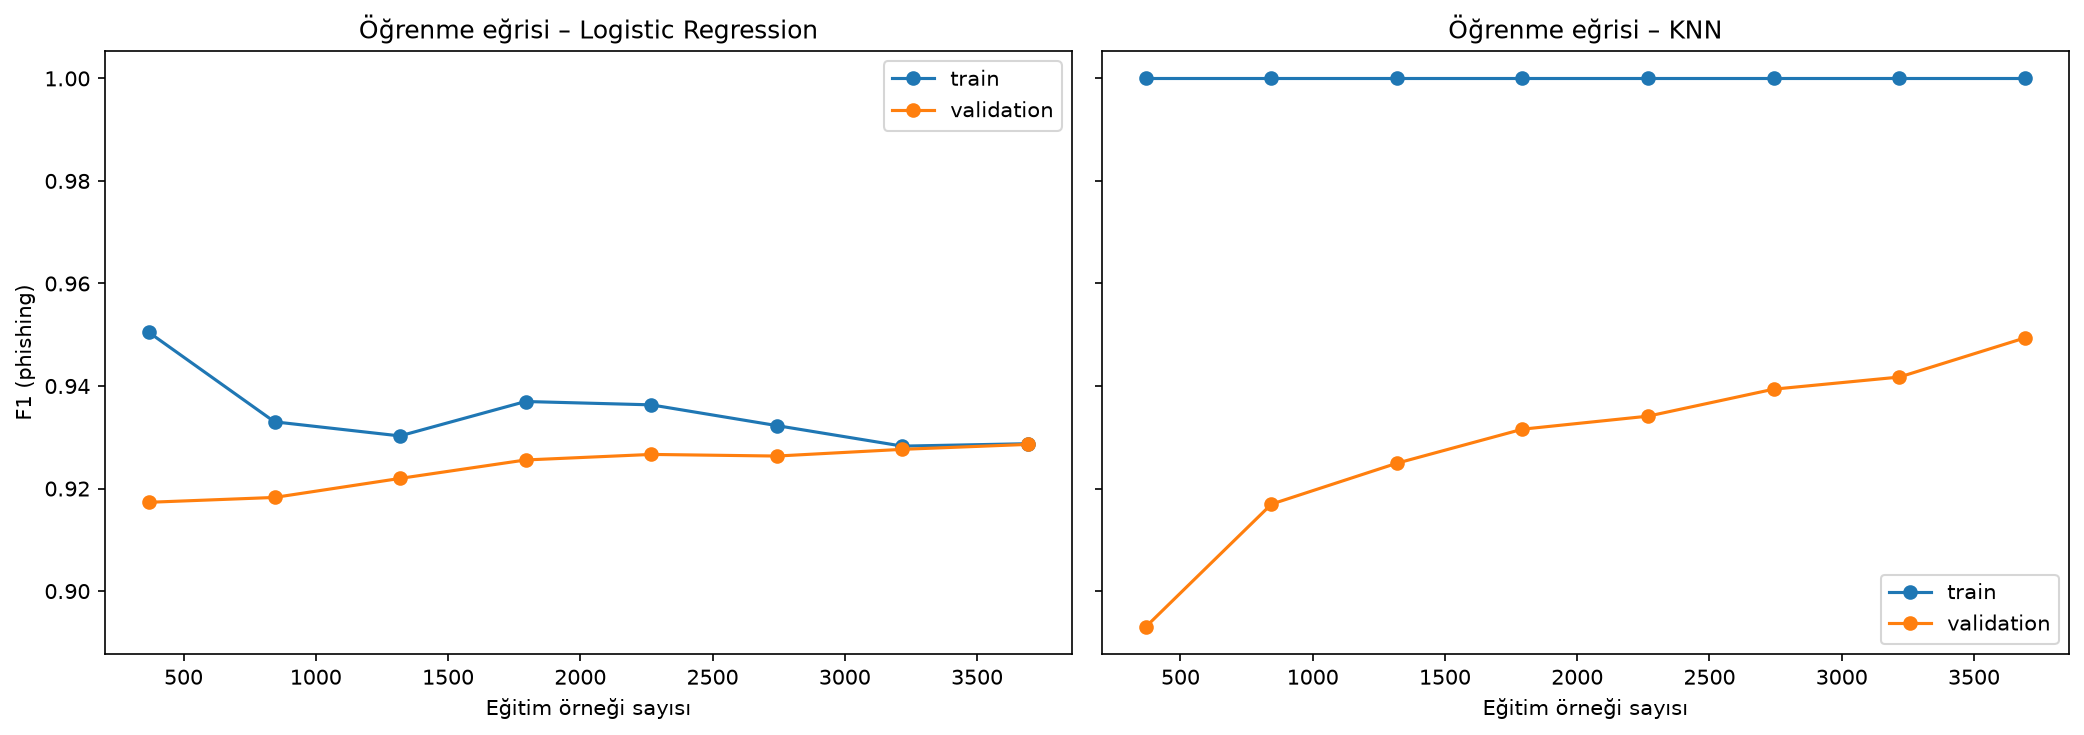 Öğrenme eğrisi – Logistic Regression
train
validation
1.00
0.98
0.96
0.94
0.92
0.90
F1 (phishing)
500 1000 1500 2000 2500 3000 3500
Eğitim örneği sayısı
Öğrenme eğrisi – KNN
train
validation
500 1000 1500 2000 2500 3000 3500
Eğitim örneği sayısı